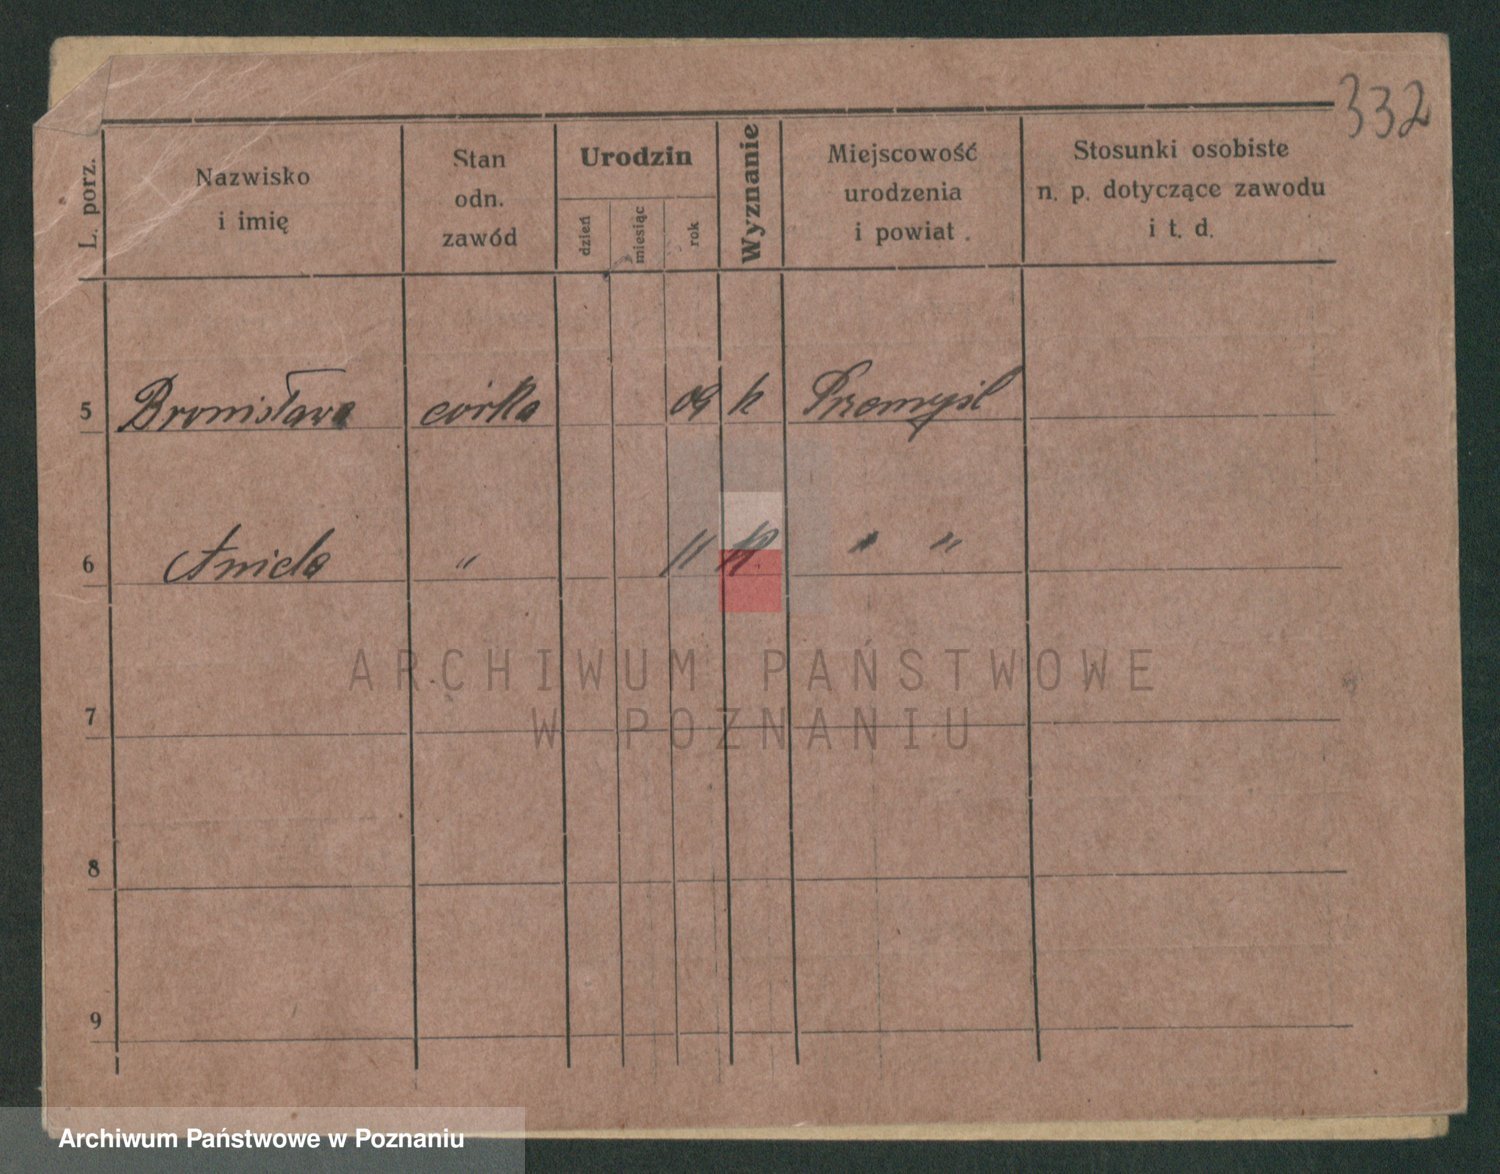 332
L. porz.
Nazwisko
i imię
Stan
odn.
zawód
Urodzin
dzień
miesiąc
rok
Wyznanie
Miejscowość
urodzenia
i powiat
Stosunki osobiste
n. p. dotyczące zawodu
i t. d.
5 Bronisława córka 09 k Przemyśl
6 Aniela " 11 k " "
7
8
9
ARCHIWUM PAŃSTWOWE
W POZNANIU
Archiwum Państwowe w Poznaniu